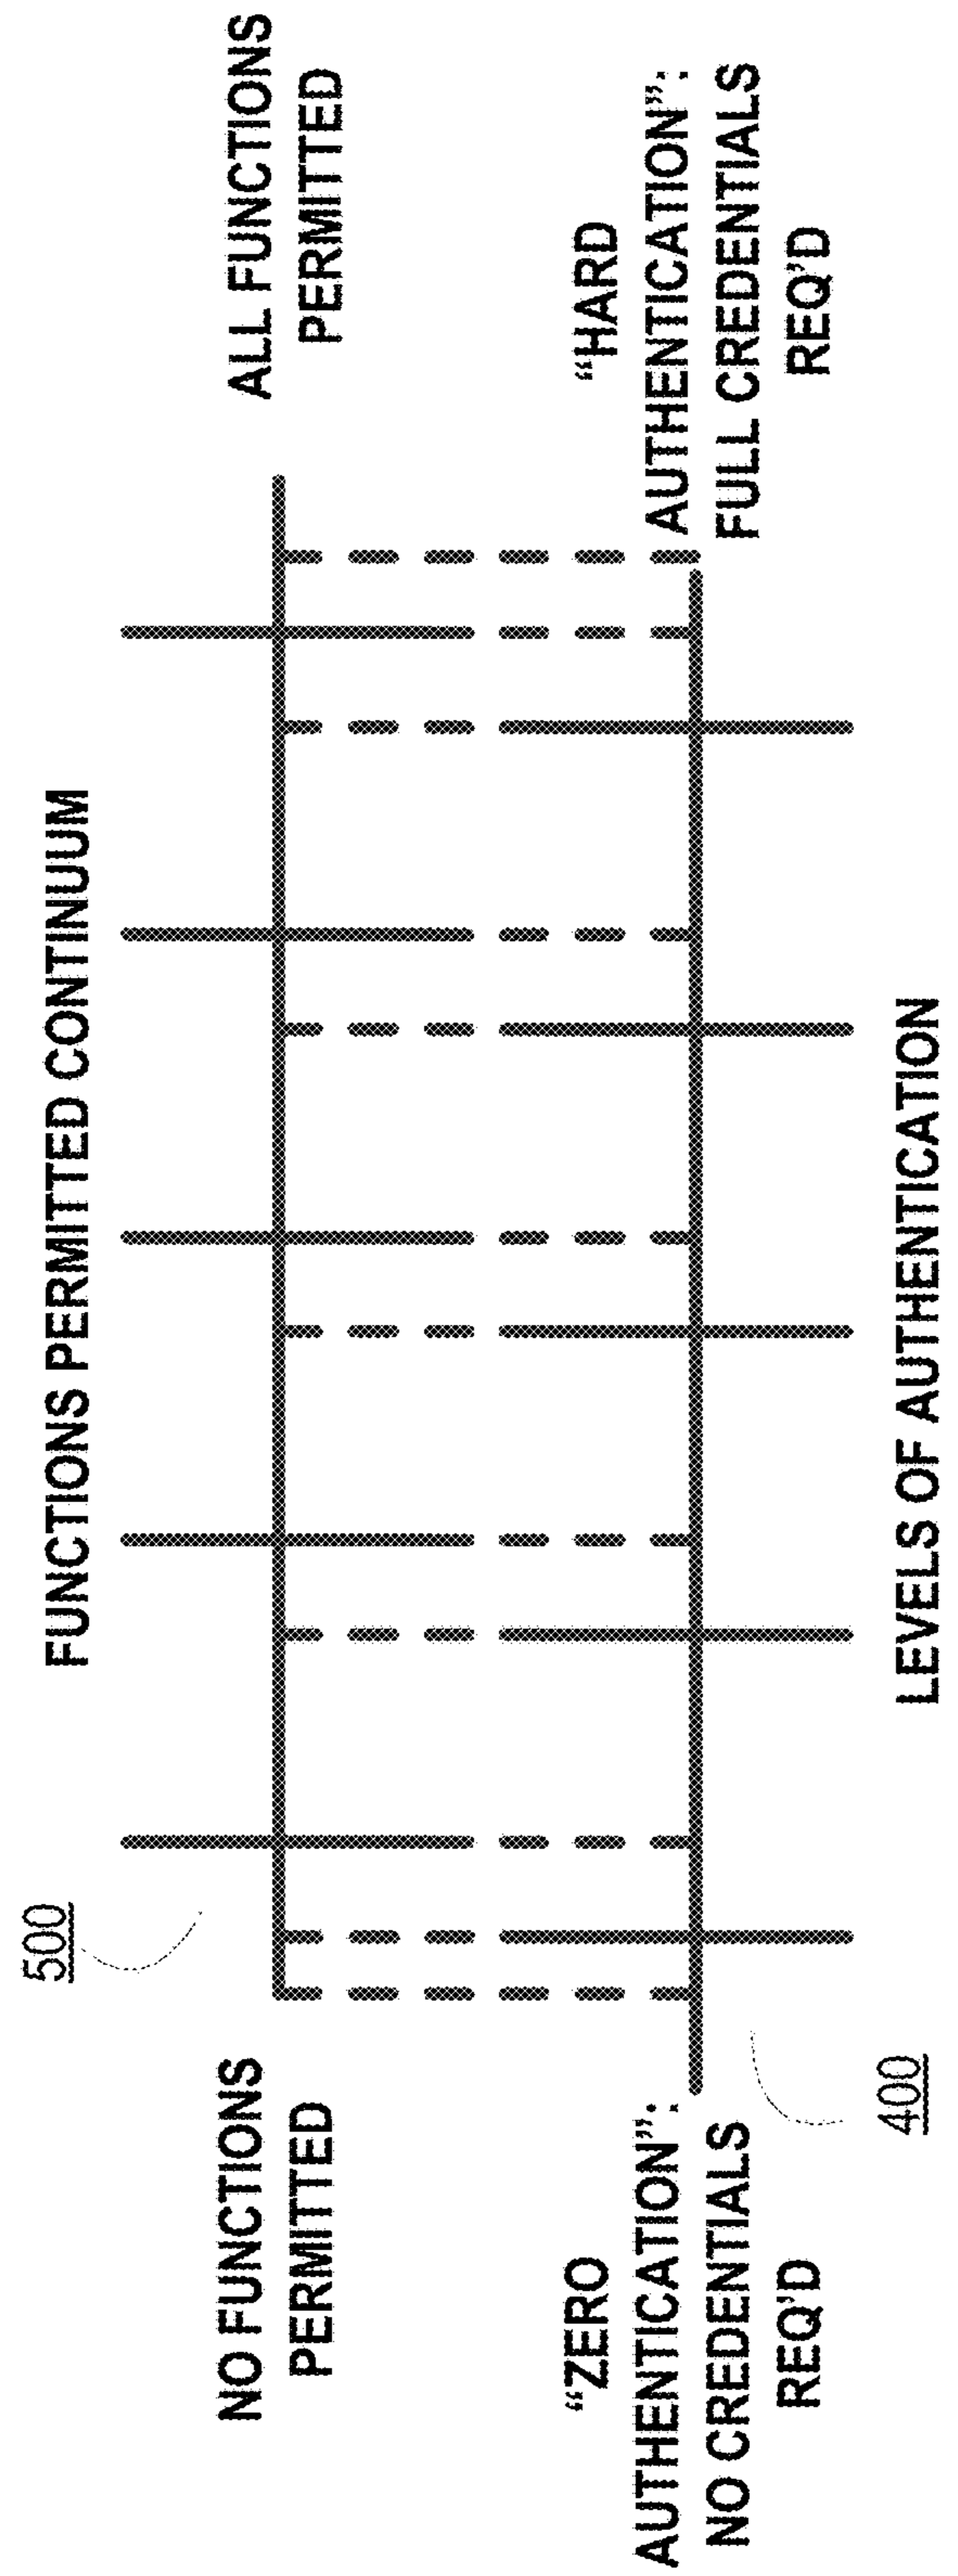 FUNCTIONS PERMITTED CONTINUUM
500
NO FUNCTIONS
PERMITTED
ALL FUNCTIONS
PERMITTED
“ZERO
AUTHENTICATION”:
NO CREDENTIALS
REQ’D
“HARD
AUTHENTICATION”:
FULL CREDENTIALS
REQ’D
400
LEVELS OF AUTHENTICATION